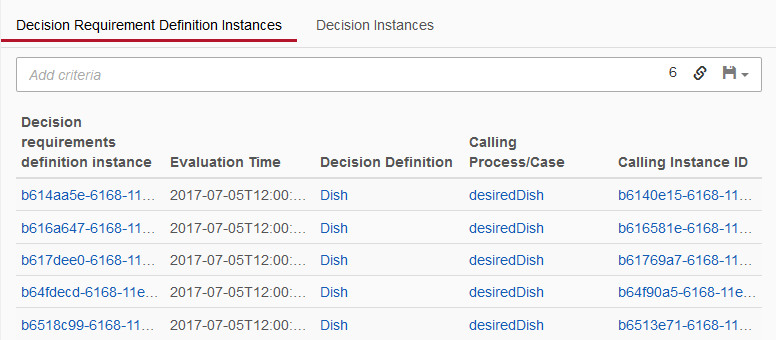 Decision Requirement Definition Instances Decision Instances
Add criteria 6
Decision requirements definition instance Evaluation Time Decision Definition Calling Process/Case Calling Instance ID
b614aa5e-6168-11... 2017-07-05T12:00:... Dish desiredDish b6140e15-6168-11...
b616a647-6168-11... 2017-07-05T12:00:... Dish desiredDish b616581e-6168-11...
b617dee0-6168-11... 2017-07-05T12:00:... Dish desiredDish b61769a7-6168-11...
b64fdecd-6168-11e... 2017-07-05T12:00:... Dish desiredDish b64f90a5-6168-11e...
b6518c99-6168-11... 2017-07-05T12:00:... Dish desiredDish b6513e71-6168-11...